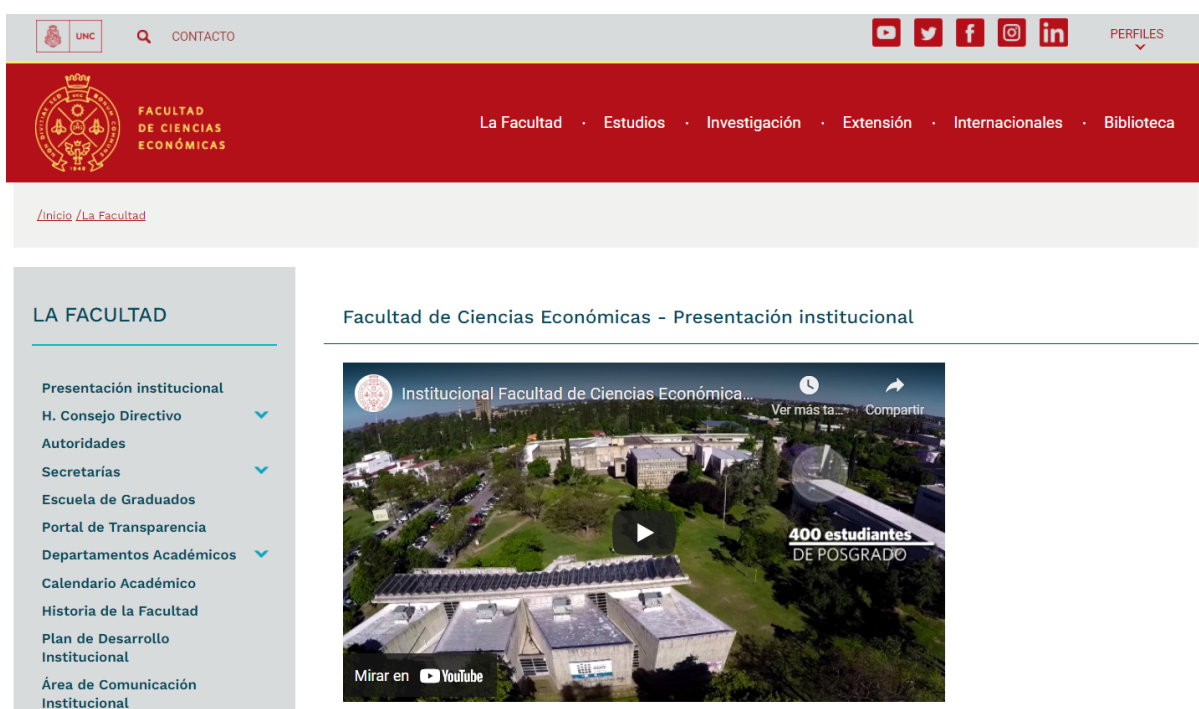 UNC
CONTACTO
PERFILES
FACULTAD
DE CIENCIAS
ECONÓMICAS
La Facultad · Estudios · Investigación · Extensión · Internacionales · Biblioteca
/Inicio /La Facultad
LA FACULTAD
Presentación institucional
H. Consejo Directivo
Autoridades
Secretarías
Escuela de Graduados
Portal de Transparencia
Departamentos Académicos
Calendario Académico
Historia de la Facultad
Plan de Desarrollo
Institucional
Área de Comunicación
Institucional
Facultad de Ciencias Económicas - Presentación institucional
Institucional Facultad de Ciencias Económica...
Ver más ta...
Compartir
400 estudiantes
DE POSGRADO
Mirar en YouTube